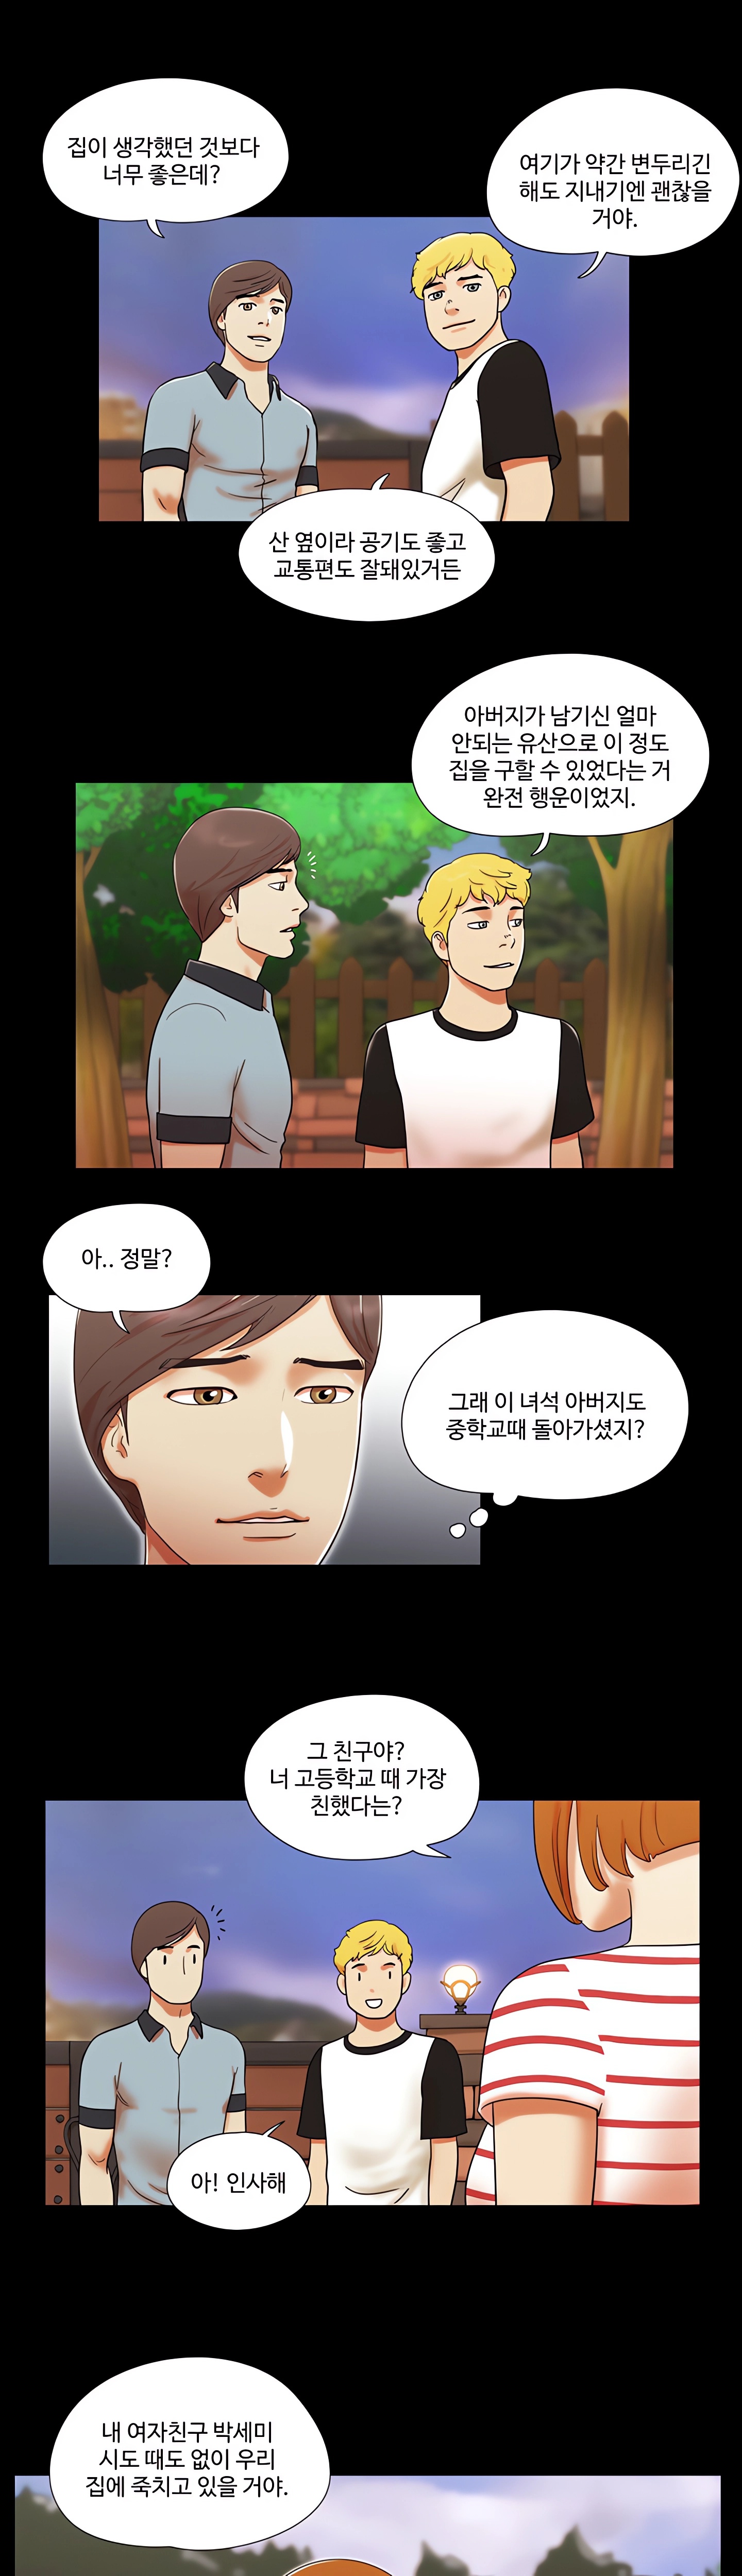 집이 생각했던 것보다
너무 좋은데?
여기가 약간 변두리긴
해도 지내기엔 괜찮을
거야.
산 옆이라 공기도 좋고
교통편도 잘돼있거든
아버지가 남기신 얼마
안되는 유산으로 이 정도
집을 구할 수 있었다는 거
완전 행운이었지.
아.. 정말?
그래 이 녀석 아버지도
중학교때 돌아가셨지?
그 친구야?
너 고등학교 때 가장
친했다는?
아! 인사해
내 여자친구 박세미
시도 때도 없이 우리
집에 죽치고 있을 거야.